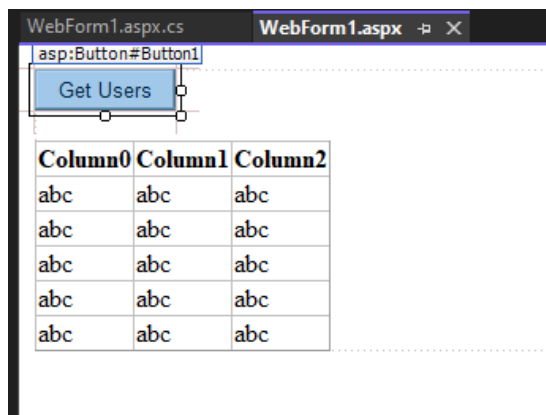 WebForm1.aspx.cs WebForm1.aspx
asp:Button#Button1
Get Users
Column0 Column1 Column2
abc abc abc
abc abc abc
abc abc abc
abc abc abc
abc abc abc